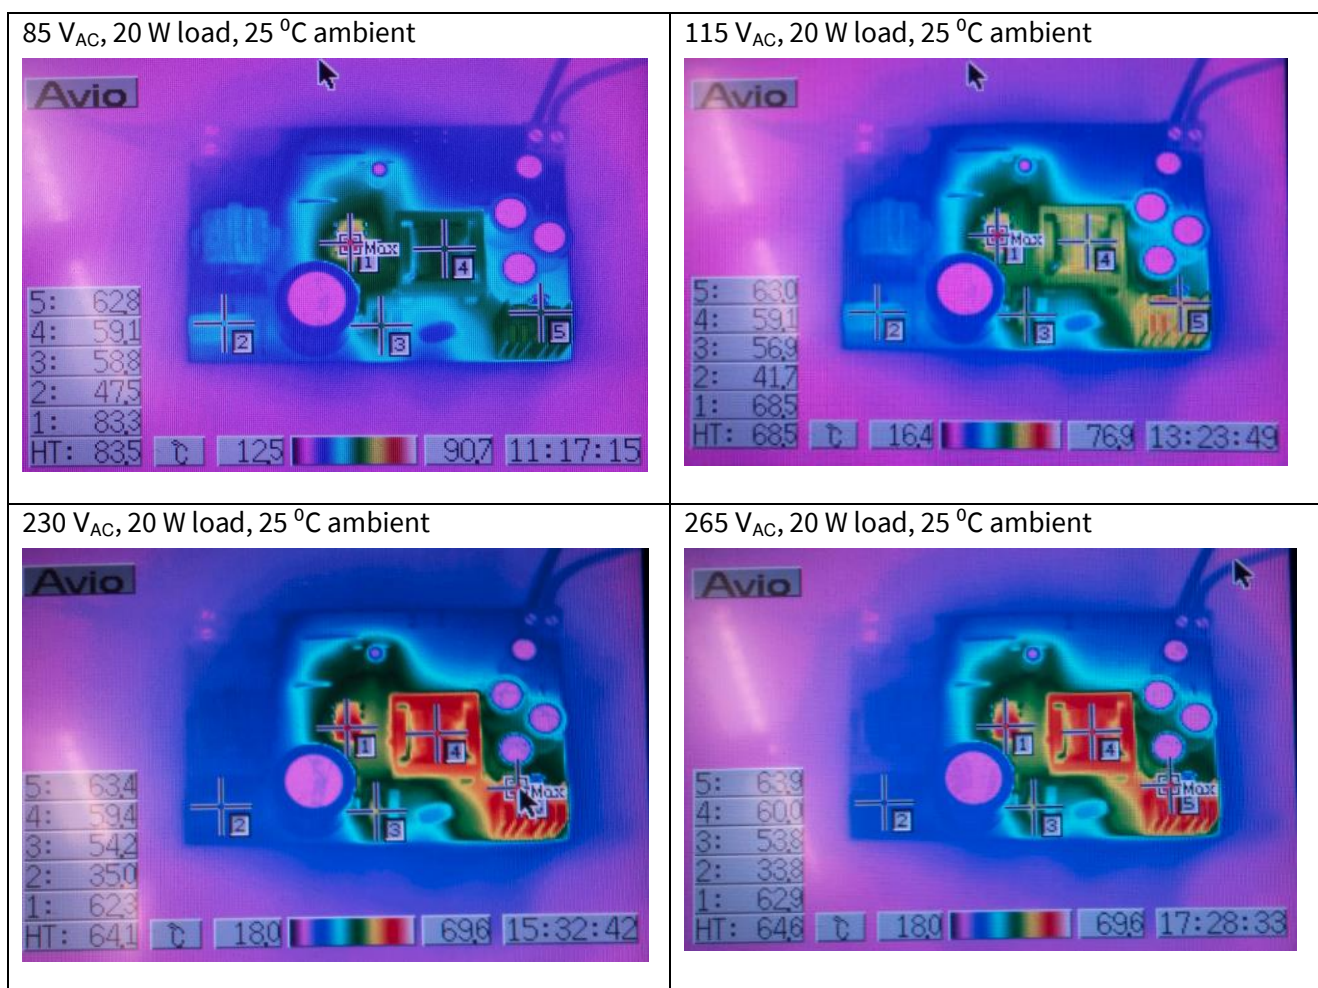 85 VAC, 20 W load, 25 ⁰C ambient
Avio
Max
1
4
2
3
5
5: 62.8
4: 59.1
3: 58.8
2: 47.5
1: 83.3
HT: 83.5 ℃ 12.5 90.7 11:17:15
115 VAC, 20 W load, 25 ⁰C ambient
Avio
Max
1
4
2
3
5
5: 63.0
4: 59.1
3: 56.9
2: 41.7
1: 68.5
HT: 68.5 ℃ 16.4 76.9 13:23:49
230 VAC, 20 W load, 25 ⁰C ambient
Avio
1
4
Max
2
3
5: 63.4
4: 59.4
3: 54.2
2: 35.0
1: 62.3
HT: 64.1 ℃ 18.0 69.6 15:32:42
265 VAC, 20 W load, 25 ⁰C ambient
Avio
1
4
Max
5
2
3
5: 63.9
4: 60.0
3: 53.8
2: 33.8
1: 62.9
HT: 64.6 ℃ 18.0 69.6 17:28:33